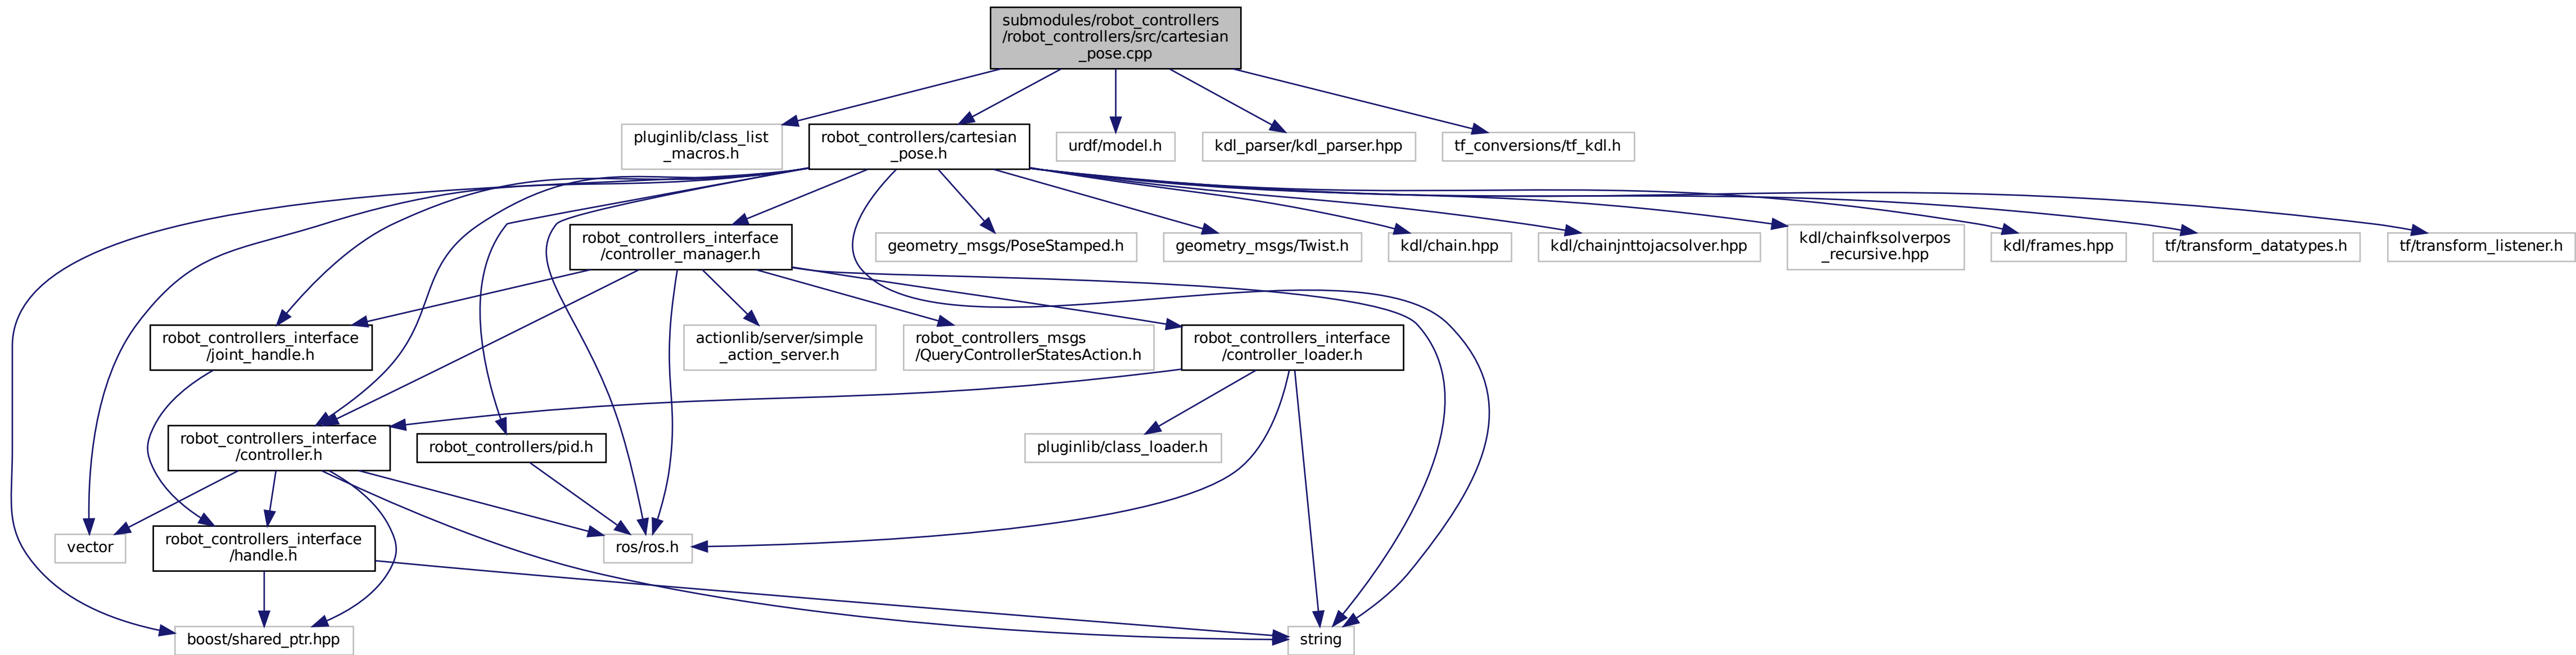 submodules/robot_controllers
/robot_controllers/src/cartesian
_pose.cpp
pluginlib/class_list
_macros.h
robot_controllers/cartesian
_pose.h
urdf/model.h
kdl_parser/kdl_parser.hpp
tf_conversions/tf_kdl.h
robot_controllers_interface
/controller_manager.h
geometry_msgs/PoseStamped.h
geometry_msgs/Twist.h
kdl/chain.hpp
kdl/chainjnttojacsolver.hpp
kdl/chainfksolverpos
_recursive.hpp
kdl/frames.hpp
tf/transform_datatypes.h
tf/transform_listener.h
robot_controllers_interface
/joint_handle.h
actionlib/server/simple
_action_server.h
robot_controllers_msgs
/QueryControllerStatesAction.h
robot_controllers_interface
/controller_loader.h
robot_controllers_interface
/controller.h
robot_controllers/pid.h
pluginlib/class_loader.h
vector
robot_controllers_interface
/handle.h
ros/ros.h
boost/shared_ptr.hpp
string